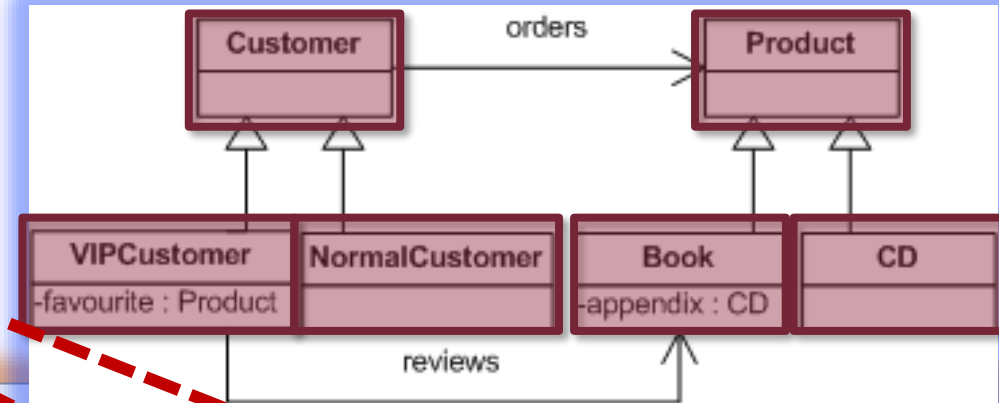 orders
Customer
Product
VIPCustomer
NormalCustomer
Book
CD
-favourite : Product
-appendix : CD
reviews